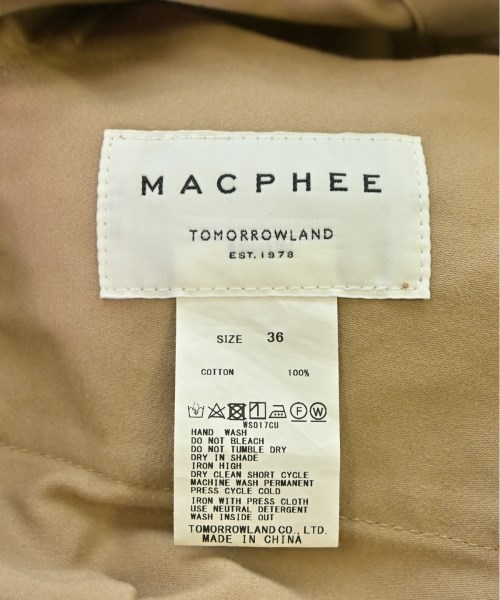 MACPHEE
TOMORROWLAND
EST. 1978
SIZE 36
COTTON 100%
F W
WS017CU
HAND WASH
DO NOT BLEACH
DO NOT TUMBLE DRY
DRY IN SHADE
IRON HIGH
DRY CLEAN SHORT CYCLE
MACHINE WASH PERMANENT
PRESS CYCLE COLD
IRON WITH PRESS CLOTH
USE NEUTRAL DETERGENT
WASH INSIDE OUT
TOMORROWLAND CO., LTD.
MADE IN CHINA